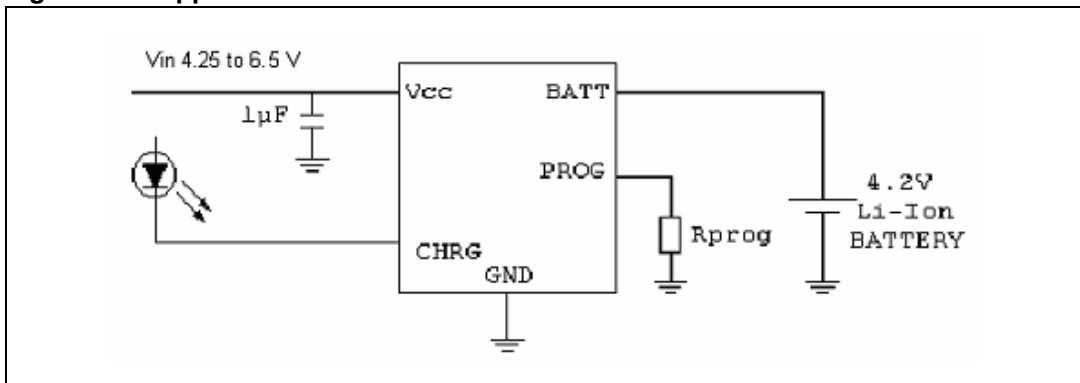 Vin 4.25 to 6.5 V
Vcc
BATT
1µF
PROG
4.2V
Li-Ion
BATTERY
Rprog
CHRG
GND